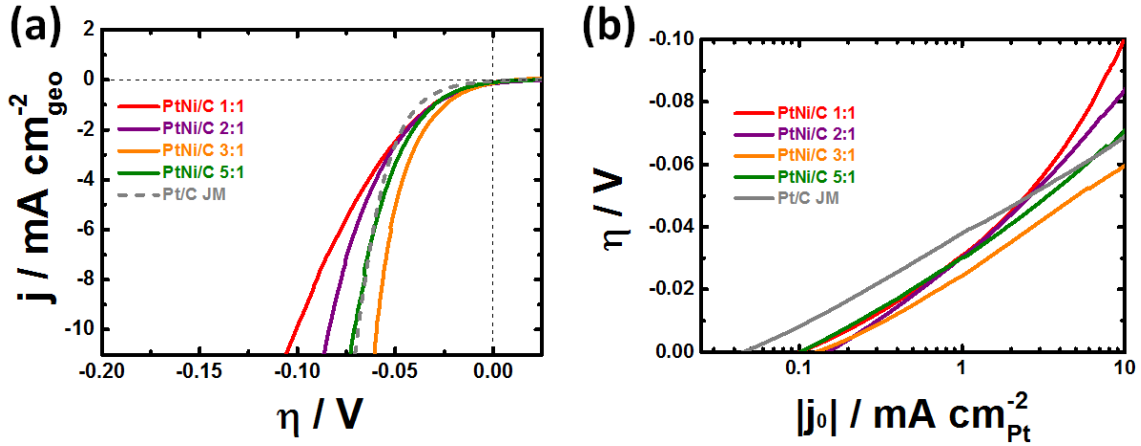 (a)
j / mA cm⁻²geo
2
0
-2
-4
-6
-8
-10
PtNi/C 1:1
PtNi/C 2:1
PtNi/C 3:1
PtNi/C 5:1
Pt/C JM
-0.20
-0.15
-0.10
-0.05
0.00
η / V
(b)
η / V
-0.10
-0.08
-0.06
-0.04
-0.02
0.00
PtNi/C 1:1
PtNi/C 2:1
PtNi/C 3:1
PtNi/C 5:1
Pt/C JM
0.1
1
10
|j₀| / mA cm⁻²Pt